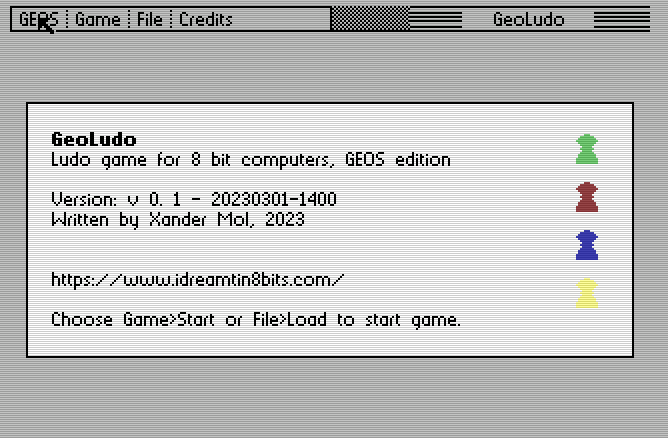 GEOS Game File Credits
GeoLudo
GeoLudo
Ludo game for 8 bit computers, GEOS edition
Version: v 0. 1 - 20230301-1400
Written by Xander Mol, 2023
https://www.idreamtin8bits.com/
Choose Game>Start or File>Load to start game.